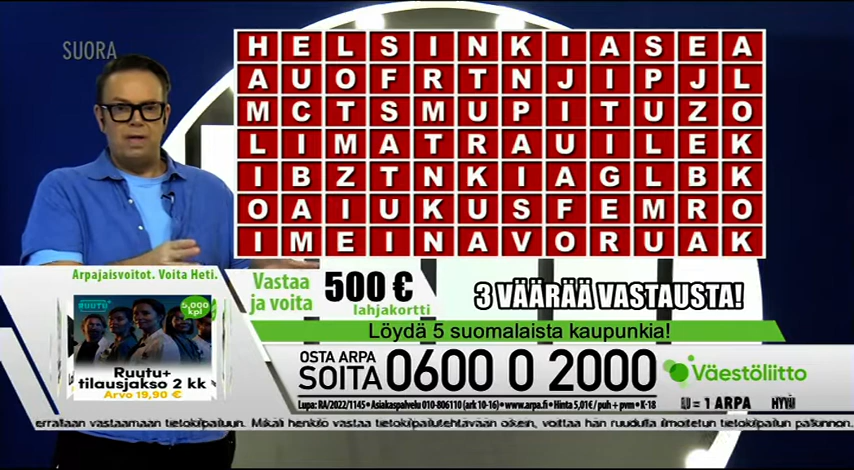 SUORA
H E L S I N K I A S E A
A U O F R T N J I P J L
M C T S M U P I T U Z O
L I M A T R A U I L E K
I B Z T N K I A G L B K
O A I U K U S F E M R O
I M E I N A V O R U A K
Arpajaisvoitot. Voita Heti.
RUUTU+
5,000 kpl
Ruutu+
tilausjakso 2 kk
Arvo 19,90 €
Vastaa
ja voita
500 €
lahjakortti
3 VÄÄRÄÄ VASTAUSTA!
Löydä 5 suomalaista kaupunkia!
OSTA ARPA
SOITA 0600 0 2000
Väestöliitto
Lupa: RA/2022/1145 • Asiakaspalvelu 010-806110 (ark 10-16) • www.arpa.fi • Hinta 5,01€ / puh + pvm • K-18
= 1 ARPA
errallaan vastaamaan tietokilpailuun. Mikäli henkilö vastaa tietokilpailutehtävään oikein, voittaa hän ruudulla ilmoitetun tietokilpailun palkinnon.